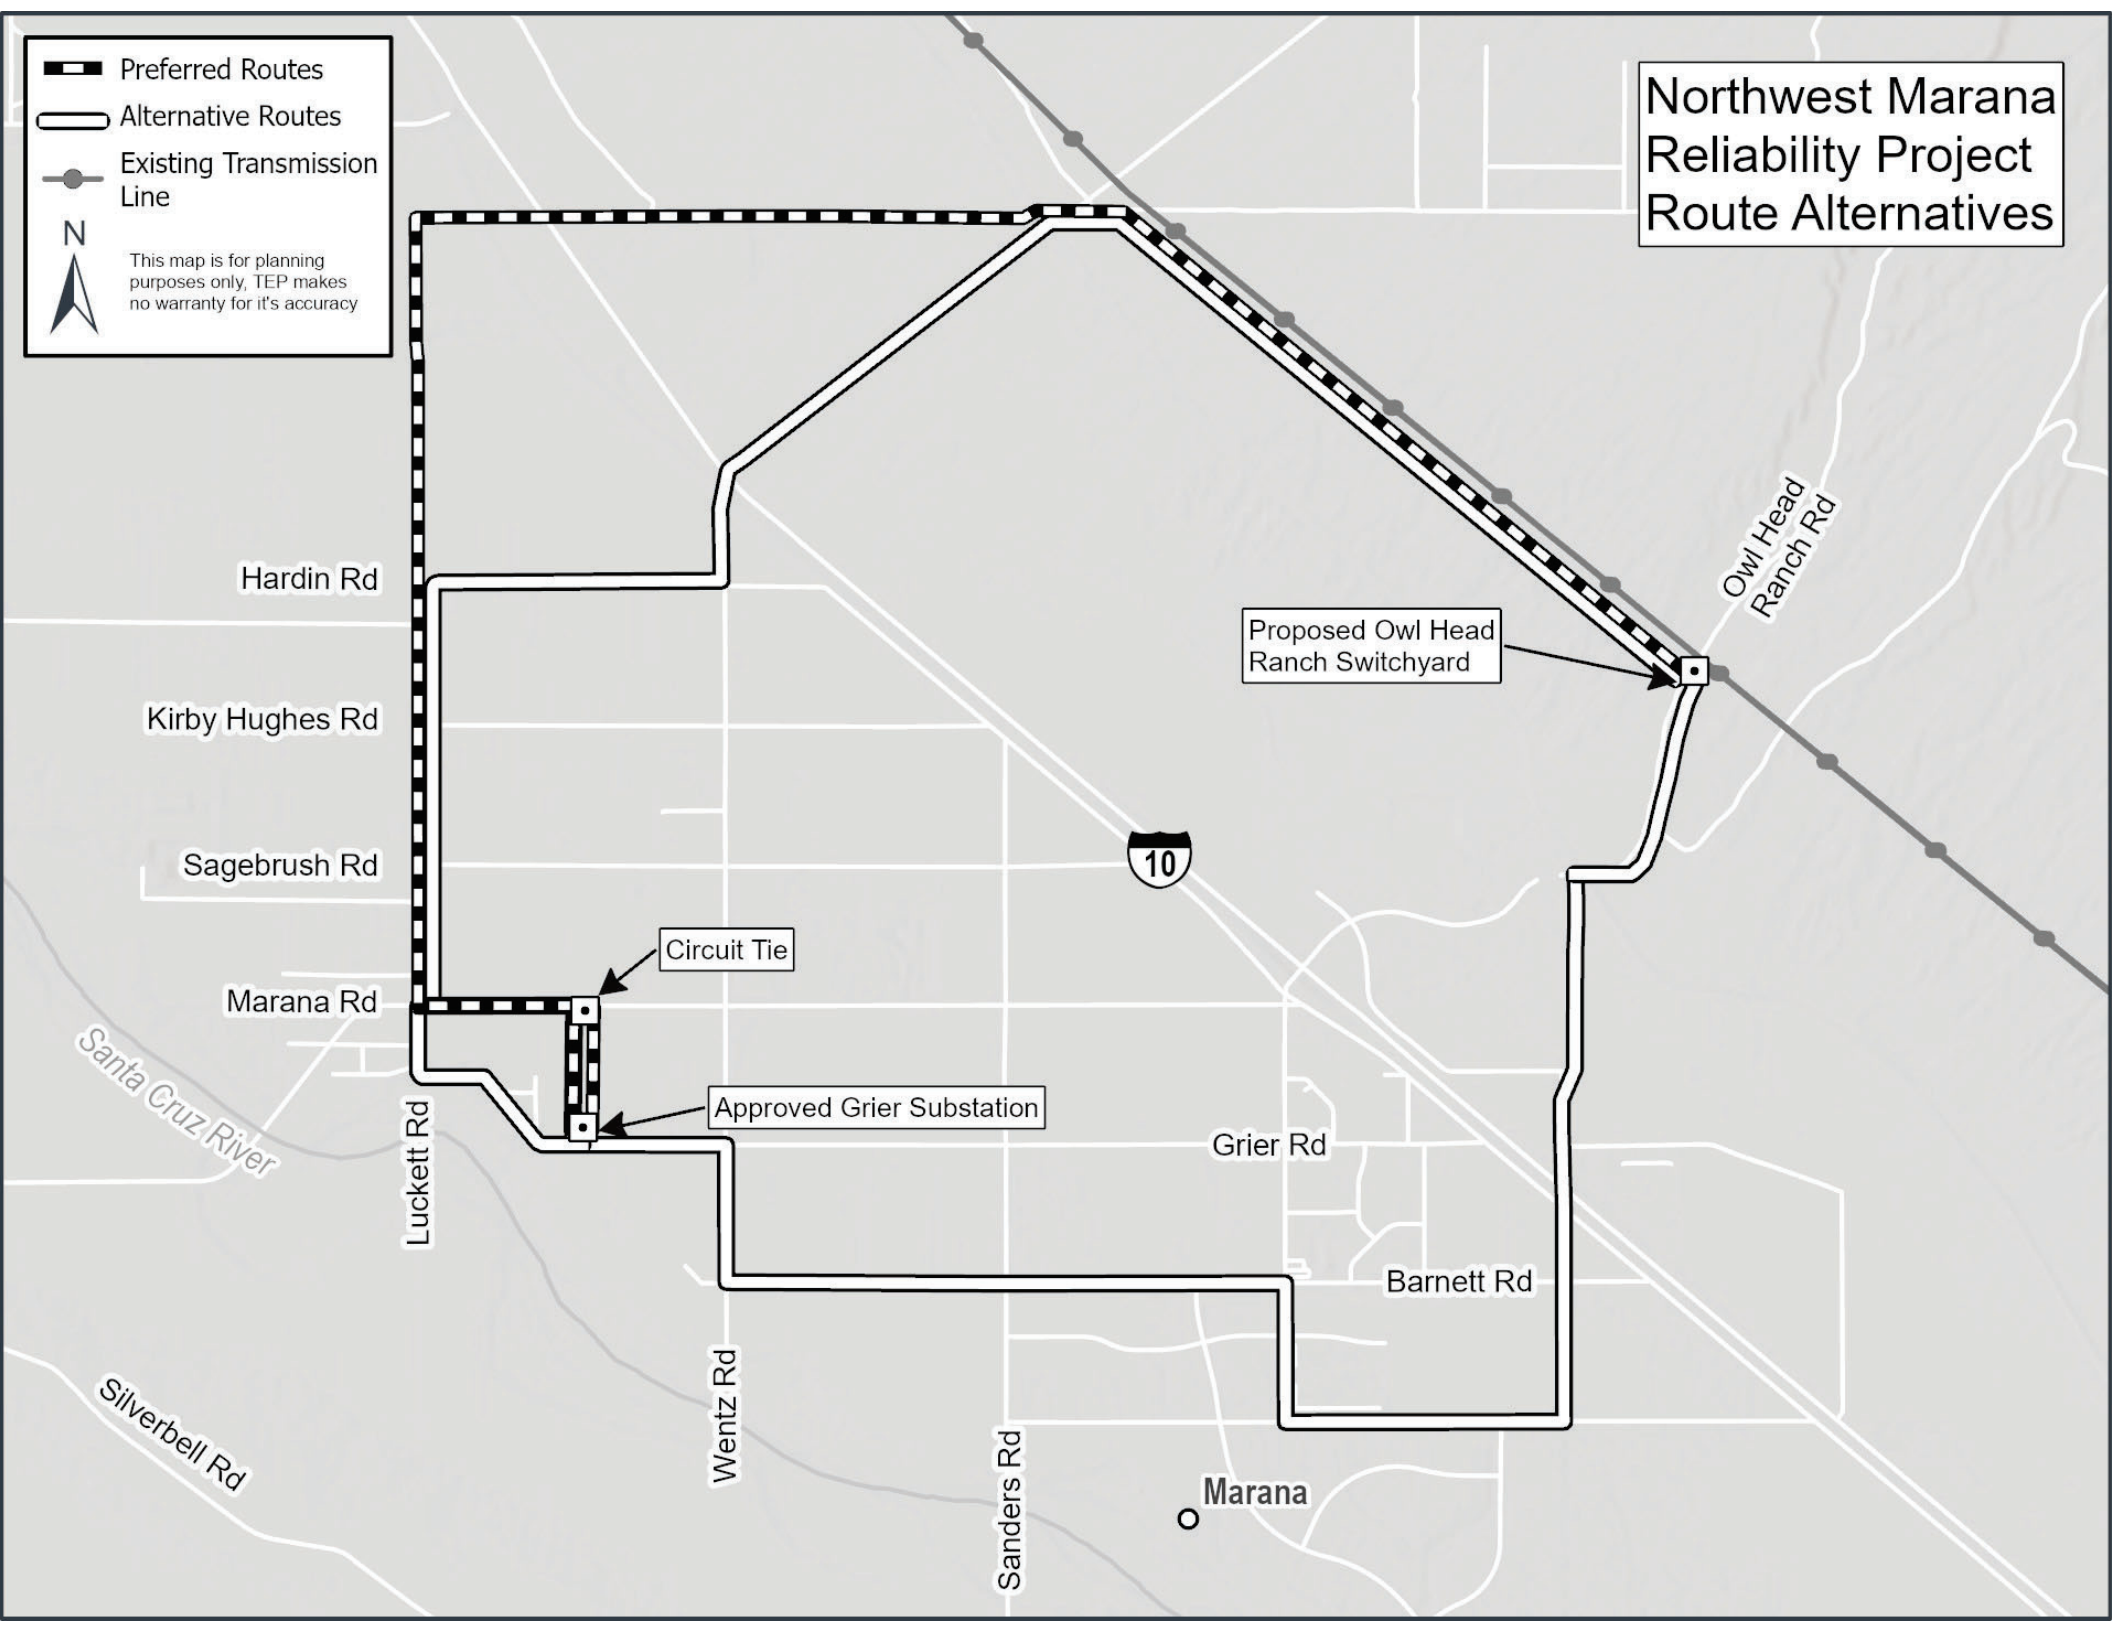 Preferred Routes
Alternative Routes
Existing Transmission
Line
N
This map is for planning
purposes only, TEP makes
no warranty for it's accuracy
Northwest Marana
Reliability Project
Route Alternatives
Owl Head
Ranch Rd
Hardin Rd
Proposed Owl Head
Ranch Switchyard
Kirby Hughes Rd
Sagebrush Rd
10
Circuit Tie
Marana Rd
Santa Cruz River
Approved Grier Substation
Luckett Rd
Grier Rd
Barnett Rd
Silverbell Rd
Wentz Rd
Sanders Rd
Marana